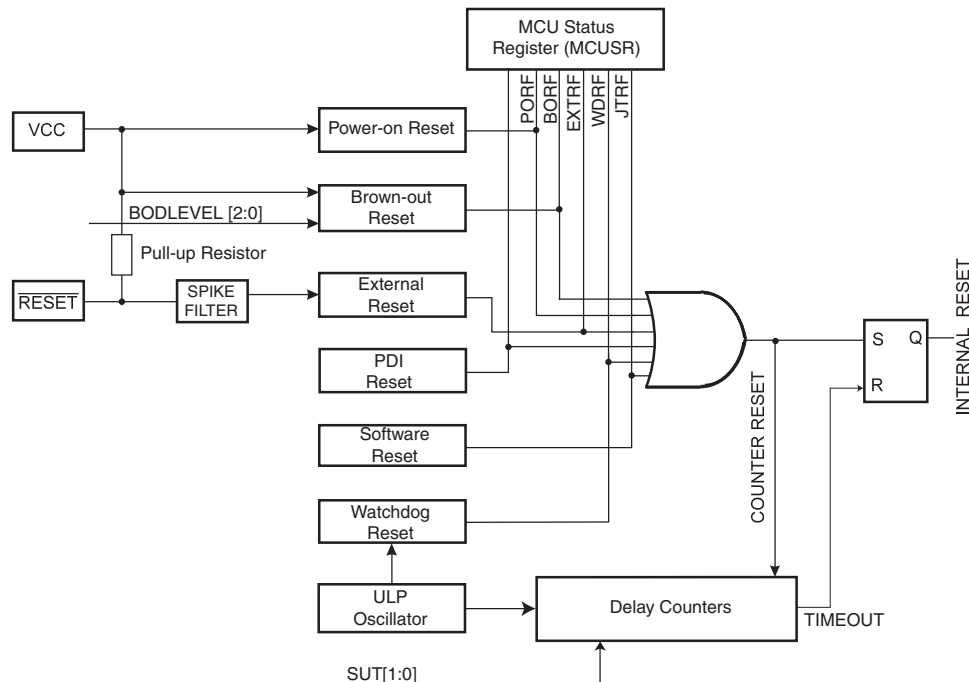 MCU Status
Register (MCUSR)
PORF
BORF
EXTRF
WDRF
JTRF
VCC
Power-on Reset
Brown-out
Reset
BODLEVEL [2:0]
Pull-up Resistor
RESET
SPIKE
FILTER
External
Reset
PDI
Reset
Software
Reset
Watchdog
Reset
ULP
Oscillator
Delay Counters
SUT[1:0]
COUNTER RESET
TIMEOUT
S
Q
R
INTERNAL RESET